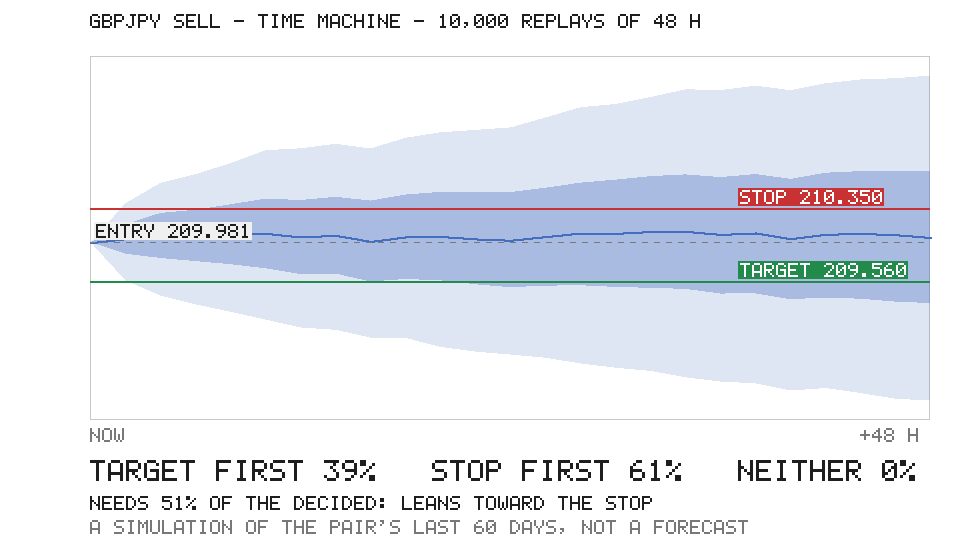 GBPJPY SELL - TIME MACHINE - 10,000 REPLAYS OF 48 H
STOP 210.350
ENTRY 209.981
TARGET 209.560
NOW +48 H
TARGET FIRST 39% STOP FIRST 61% NEITHER 0%
NEEDS 51% OF THE DECIDED: LEANS TOWARD THE STOP
A SIMULATION OF THE PAIR'S LAST 60 DAYS, NOT A FORECAST